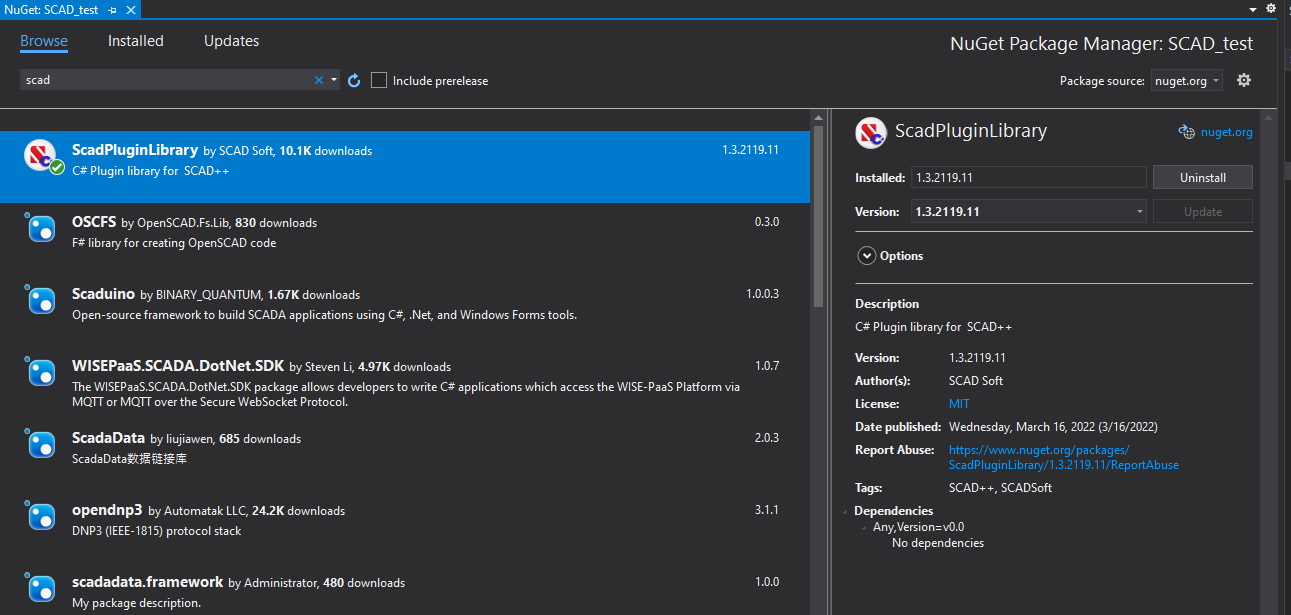 NuGet: SCAD_test
Browse Installed Updates
NuGet Package Manager: SCAD_test
scad
Include prerelease
Package source: nuget.org
ScadPluginLibrary by SCAD Soft, 10.1K downloads 1.3.2119.11
C# Plugin library for SCAD++
OSCFS by OpenSCAD.Fs.Lib, 830 downloads 0.3.0
F# library for creating OpenSCAD code
Scaduino by BINARY_QUANTUM, 1.67K downloads 1.0.0.3
Open-source framework to build SCADA applications using C#, .Net, and Windows Forms tools.
WISEPaaS.SCADA.DotNet.SDK by Steven Li, 4.97K downloads 1.0.7
The WISEPaaS.SCADA.DotNet.SDK package allows developers to write C# applications which access the WISE-PaaS Platform via
MQTT or MQTT over the Secure WebSocket Protocol.
ScadaData by liujiawen, 685 downloads 2.0.3
ScadaData数据链接库
opendnp3 by Automatak LLC, 24.2K downloads 3.1.1
DNP3 (IEEE-1815) protocol stack
scadadata.framework by Administrator, 480 downloads 1.0.0
My package description.
ScadPluginLibrary
nuget.org
Installed: 1.3.2119.11 Uninstall
Version: 1.3.2119.11 Update
Options
Description
C# Plugin library for SCAD++
Version: 1.3.2119.11
Author(s): SCAD Soft
License: MIT
Date published: Wednesday, March 16, 2022 (3/16/2022)
Report Abuse: https://www.nuget.org/packages/
ScadPluginLibrary/1.3.2119.11/ReportAbuse
Tags: SCAD++, SCADSoft
Dependencies
Any,Version=v0.0
No dependencies